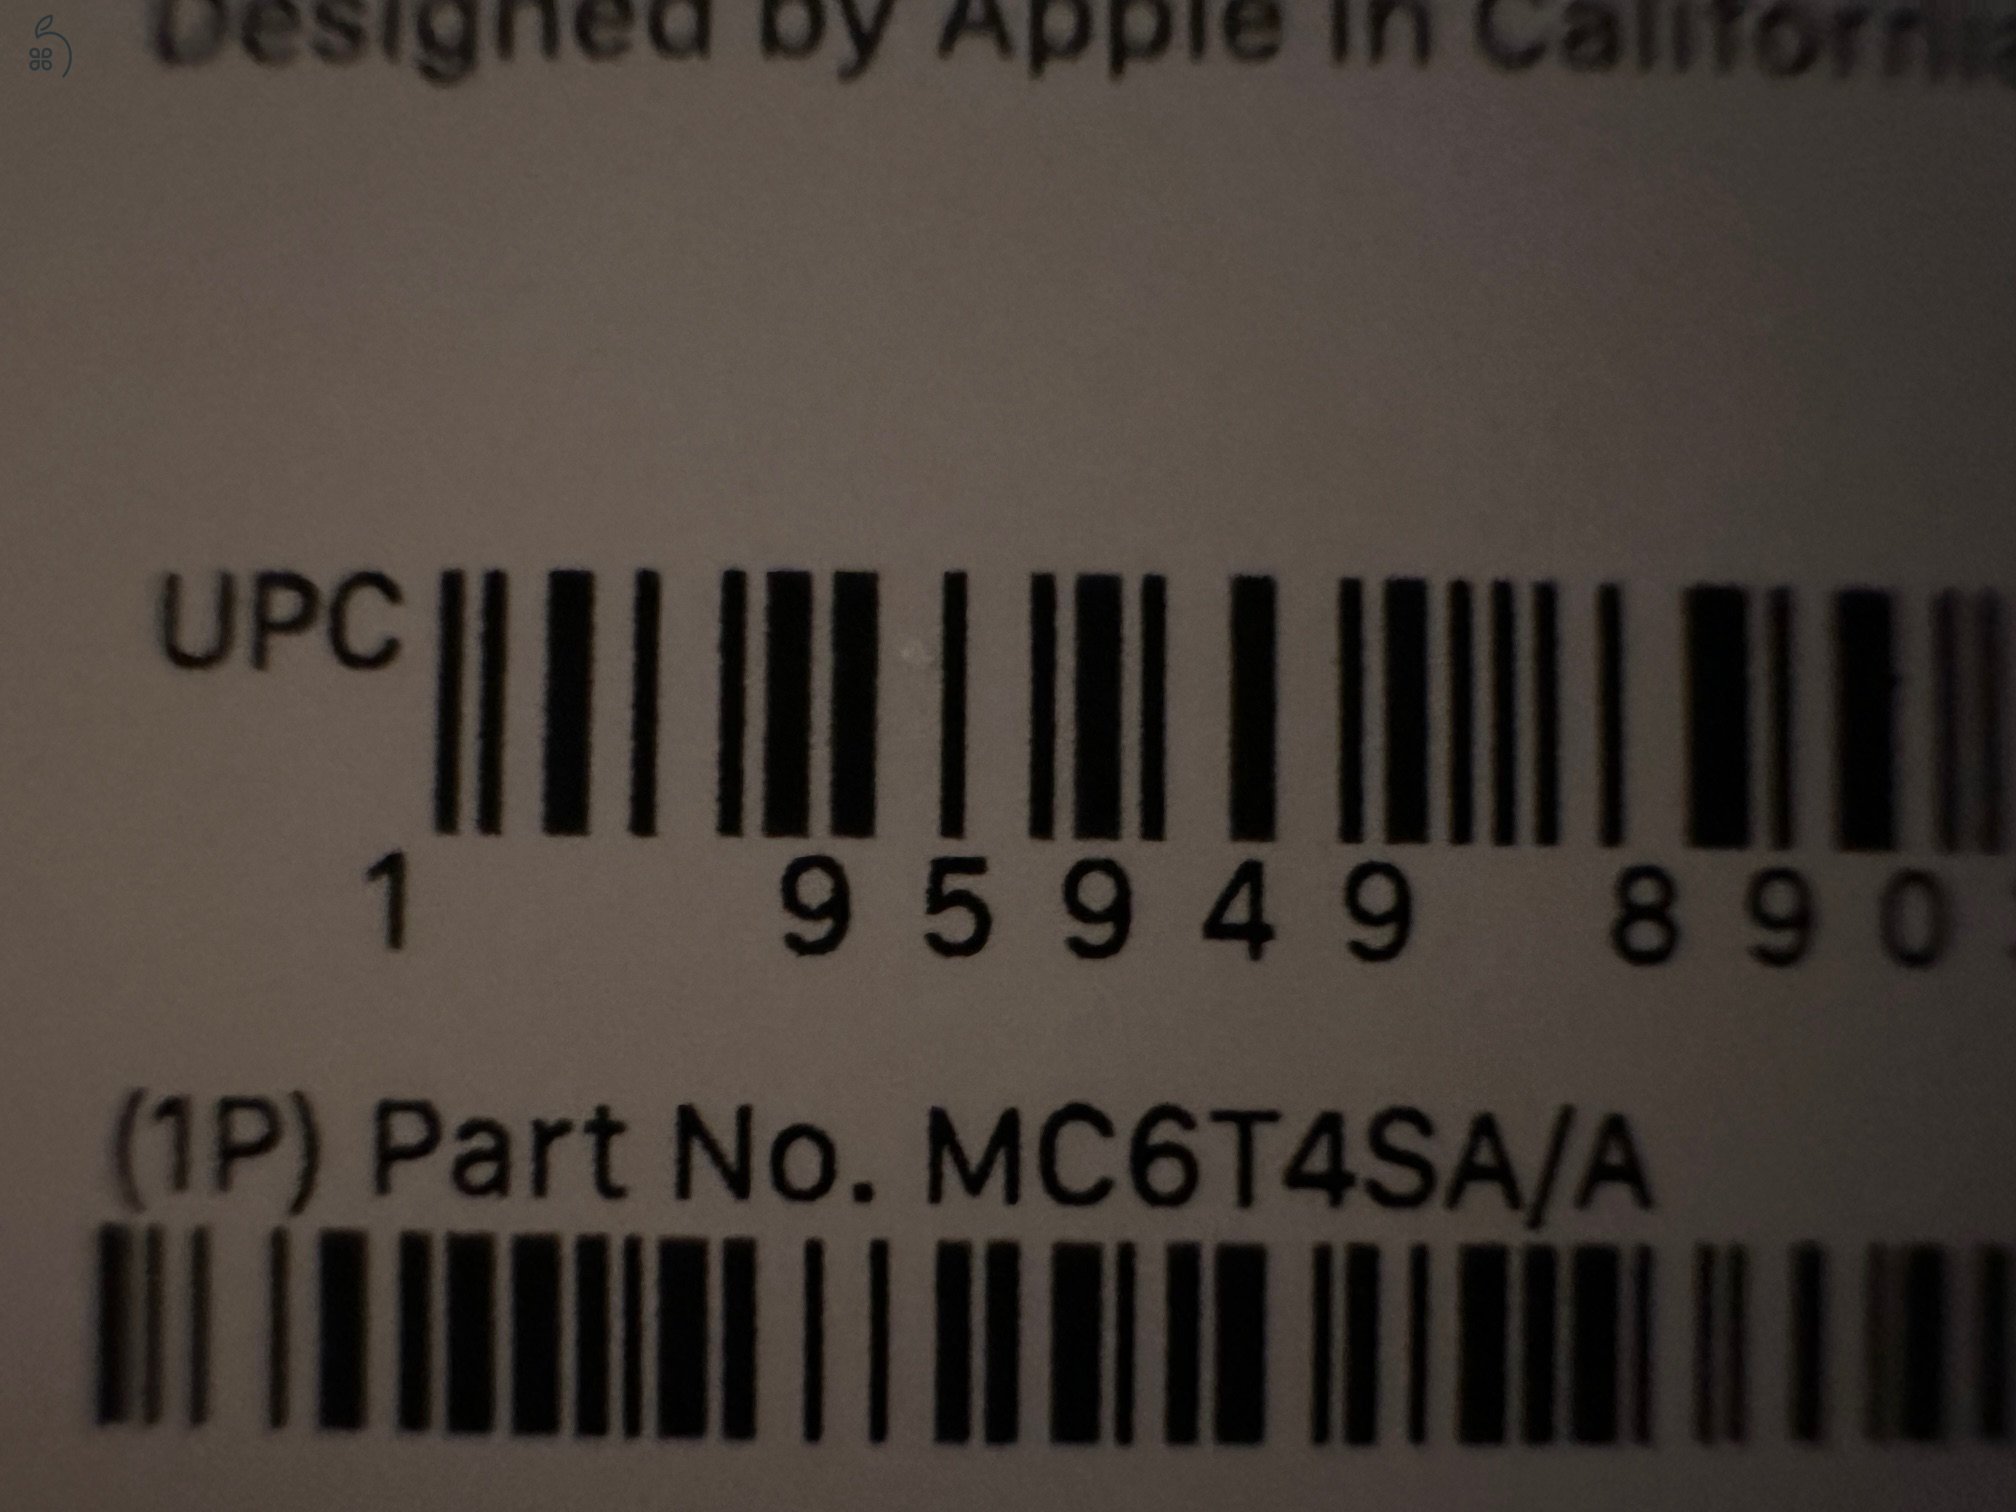 Designed by Apple in California
UPC
1 95949 890
(1P) Part No. MC6T4SA/A